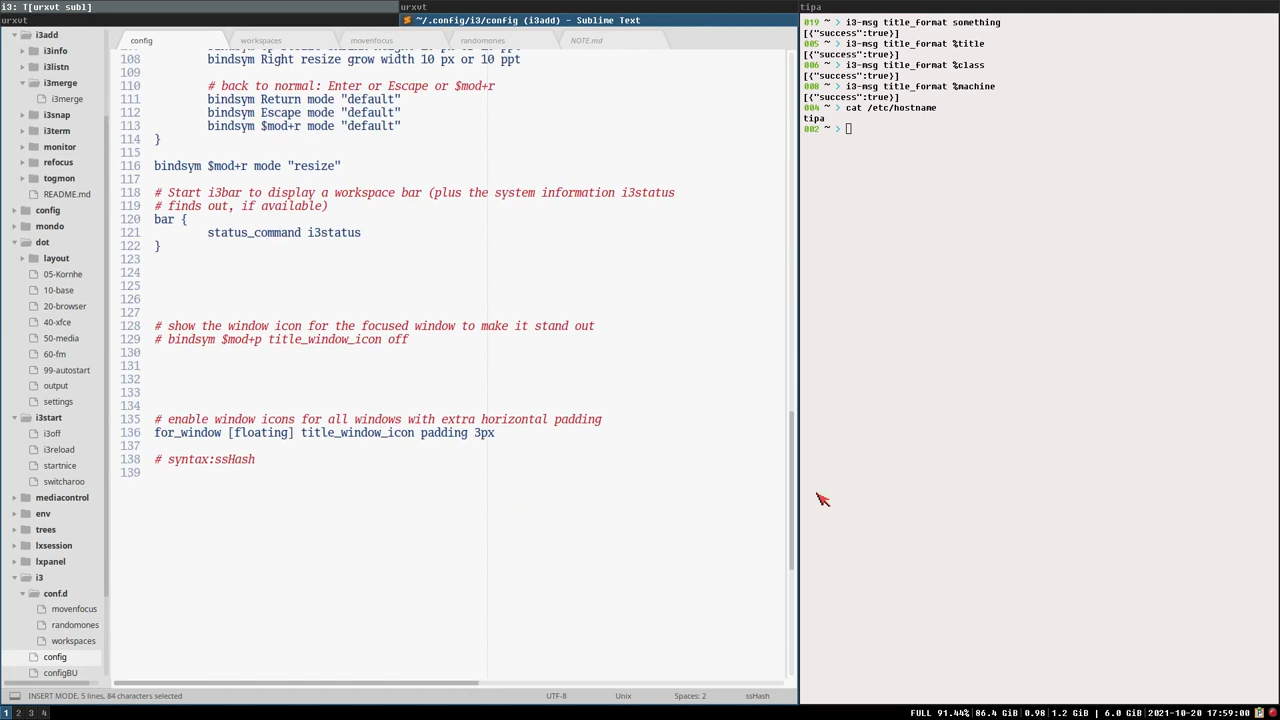 i3: T[urxvt subl]
urxvt
urxvt
~/.config/i3/config (i3add) - Sublime Text
tipa
i3add
i3info
i3listn
i3merge
i3merge
i3snap
i3term
monitor
refocus
togmon
README.md
config
mondo
dot
layout
05-Kornhe
10-base
20-browser
40-xfce
50-media
60-fm
99-autostart
output
settings
i3start
i3off
i3reload
startnice
switcharoo
mediacontrol
env
trees
lxsession
lxpanel
i3
conf.d
movenfocus
randomones
workspaces
config
configBU
config
workspaces
movenfocus
randomones
NOTE.md
108 bindsym Right resize grow width 10 px or 10 ppt
109
110 # back to normal: Enter or Escape or $mod+r
111 bindsym Return mode "default"
112 bindsym Escape mode "default"
113 bindsym $mod+r mode "default"
114 }
115
116 bindsym $mod+r mode "resize"
117
118 # Start i3bar to display a workspace bar (plus the system information i3status
119 # finds out, if available)
120 bar {
121 status_command i3status
122 }
123
124
125
126
127
128 # show the window icon for the focused window to make it stand out
129 # bindsym $mod+p title_window_icon off
130
131
132
133
134
135 # enable window icons for all windows with extra horizontal padding
136 for_window [floating] title_window_icon padding 3px
137
138 # syntax:ssHash
139
INSERT MODE, 5 lines, 84 characters selected
UTF-8
Unix
Spaces: 2
ssHash
019 ~ > i3-msg title_format something
[{"success":true}]
005 ~ > i3-msg title_format %title
[{"success":true}]
006 ~ > i3-msg title_format %class
[{"success":true}]
008 ~ > i3-msg title_format %machine
[{"success":true}]
004 ~ > cat /etc/hostname
tipa
002 ~ >
1 2 3 4
FULL 91.44%|86.4 GiB|0.98|1.2 GiB | 6.0 GiB|2021-10-20 17:59:00